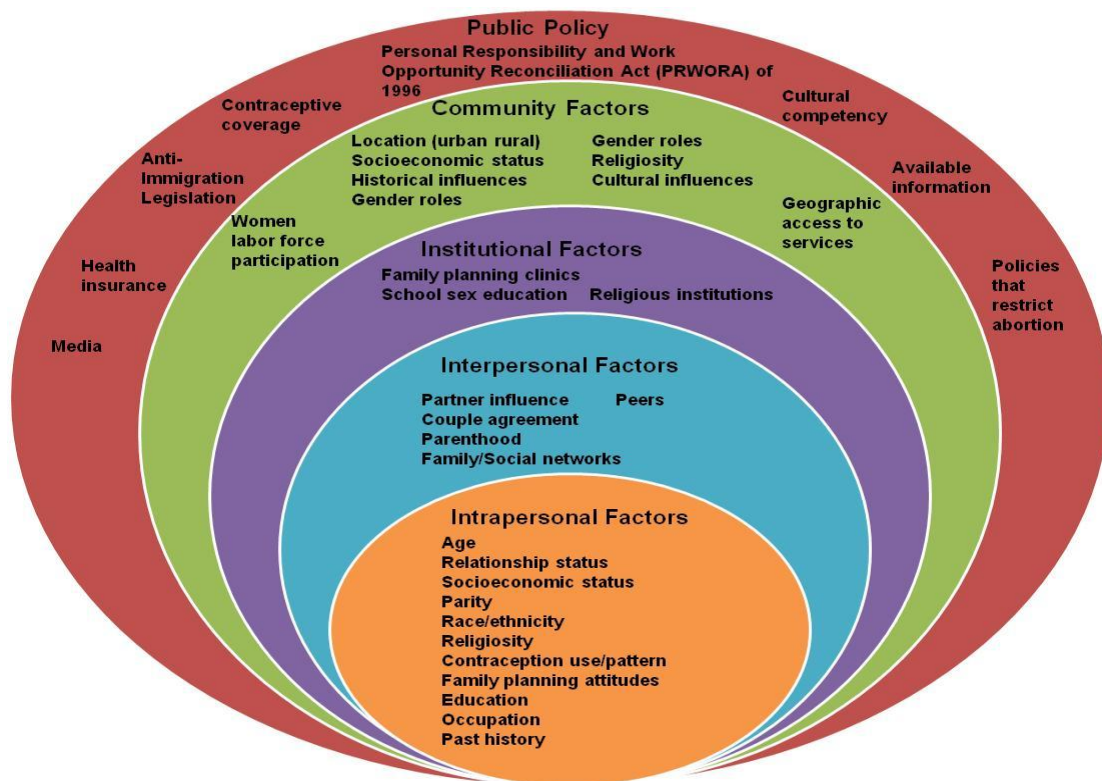 Public Policy
Personal Responsibility and Work
Opportunity Reconciliation Act (PRWORA) of
1996
Contraceptive
coverage
Cultural
competency
Anti-
Immigration
Legislation
Available
information
Health
insurance
Policies
that
restrict
abortion
Media
Community Factors
Location (urban rural)
Socioeconomic status
Historical influences
Gender roles
Gender roles
Religiosity
Cultural influences
Women
labor force
participation
Geographic
access to
services
Institutional Factors
Family planning clinics
School sex education
Religious institutions
Interpersonal Factors
Partner influence
Peers
Couple agreement
Parenthood
Family/Social networks
Intrapersonal Factors
Age
Relationship status
Socioeconomic status
Parity
Race/ethnicity
Religiosity
Contraception use/pattern
Family planning attitudes
Education
Occupation
Past history